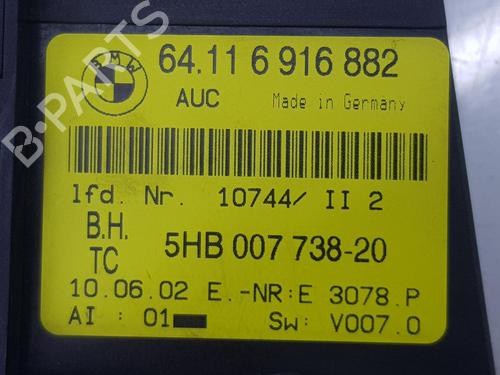 BMW
64.11 6 916 882
AUC Made in Germany
lfd. Nr. 10744/ II 2
B.H.
TC 5HB 007 738-20
10.06.02 E.-NR:E 3078.P
AI : 01 Sw: V007.0
B-PARTS